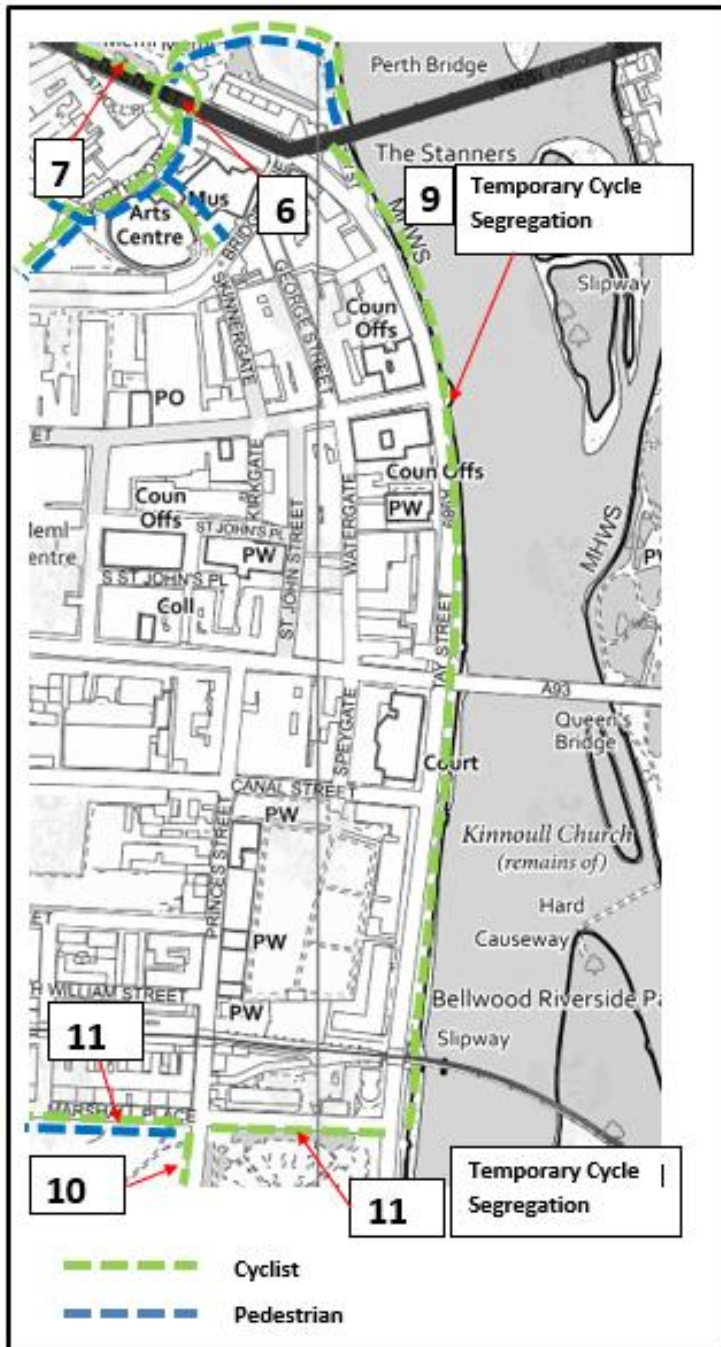 Perth Bridge
The Stanners
7
6
9
Temporary Cycle
Segregation
MHWS
Mus
Arts
Centre
BRIDGE
SKINNERGATE
GEORGE STREET
Slipway
Coun
Offs
PO
Coun Offs
PW
KIRKGATE
Coun
Offs
ST JOHN'S PL
PW
WATERGATE
A989
MHWS
S ST JOHN'S PL
ST JOHN STREET
Coll
TAY STREET
A93
Queen's
Bridge
SPEYGATE
Court
CANAL STREET
PW
PRINCES STREET
Kinnoull Church
(remains of)
Hard
Causeway
PW
WILLIAM STREET
PW
Bellwood Riverside Pa
Slipway
11
MARSHALL PLACE
10
11
Temporary Cycle
Segregation
Cyclist
Pedestrian